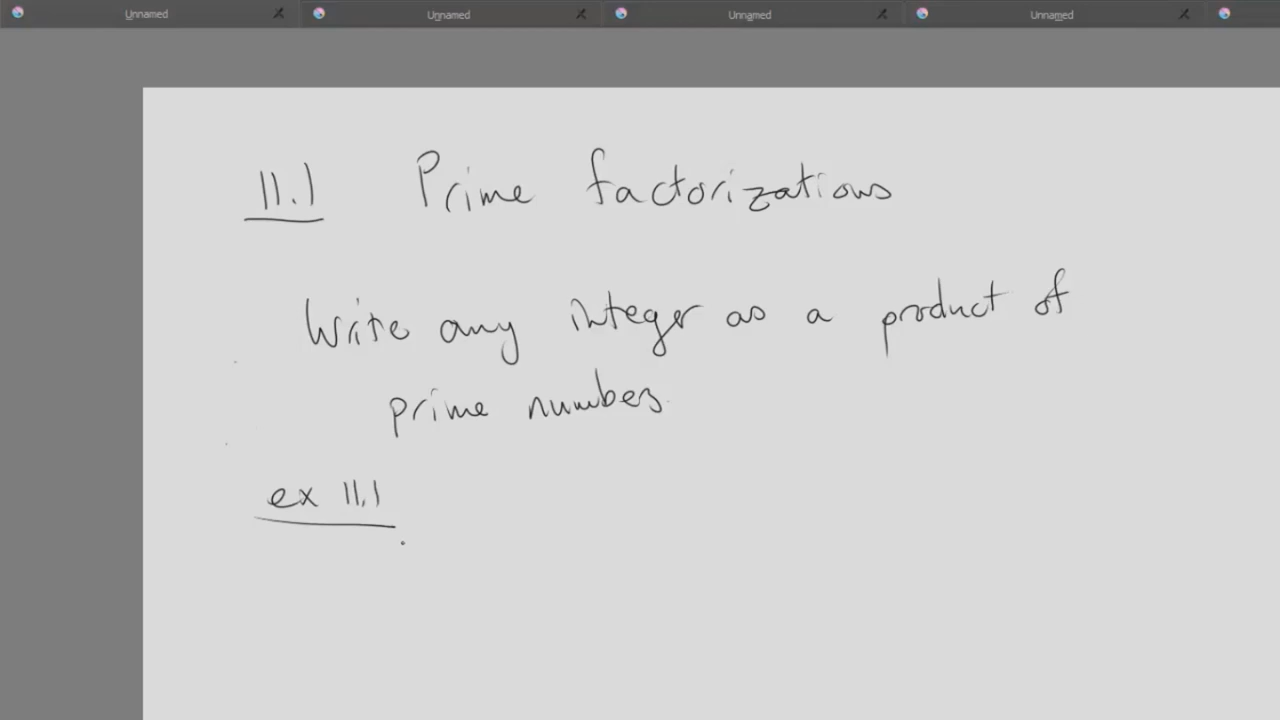 Unnamed Unnamed Unnamed Unnamed
11.1 Prime factorizations
Write any integer as a product of
prime numbers.
ex 11.1